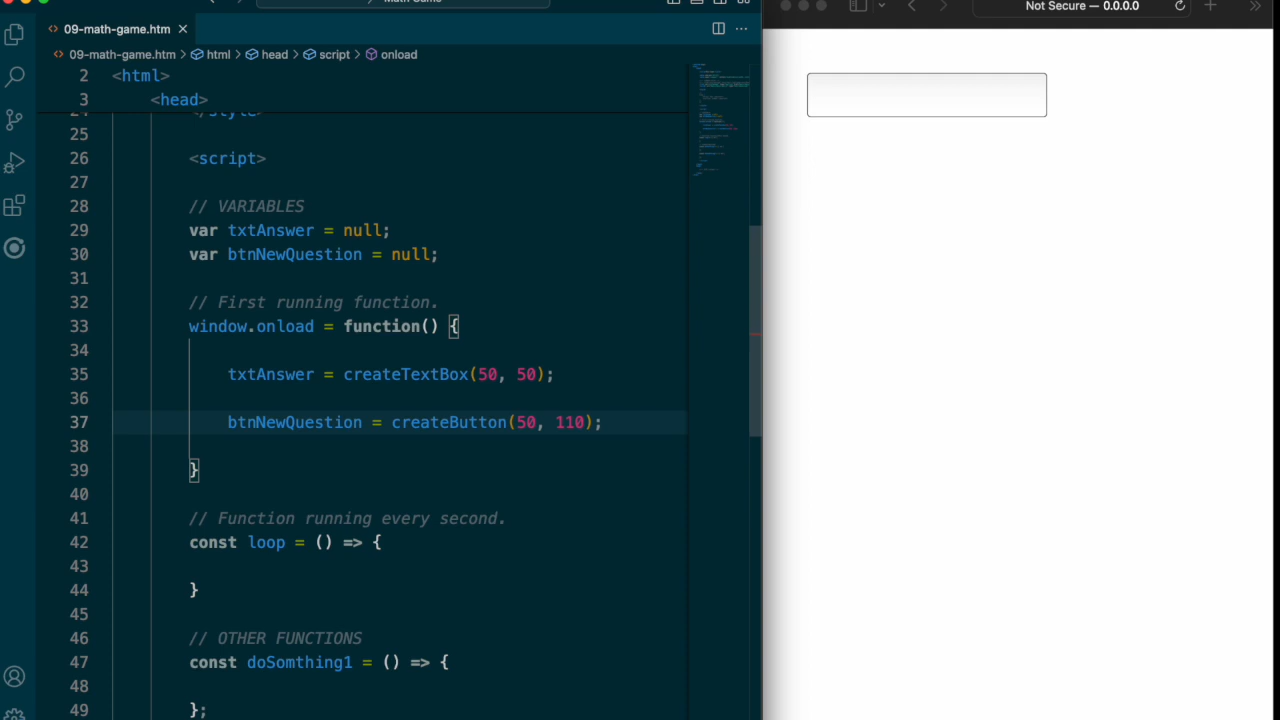 Math Game
Not Secure — 0.0.0.0
09-math-game.htm
09-math-game.htm > html > head > script > onload
2 <html>
3 <head>
24 </style>
25
26 <script>
27
28 // VARIABLES
29 var txtAnswer = null;
30 var btnNewQuestion = null;
31
32 // First running function.
33 window.onload = function() {
34
35 txtAnswer = createTextBox(50, 50);
36
37 btnNewQuestion = createButton(50, 110);
38
39 }
40
41 // Function running every second.
42 const loop = () => {
43
44 }
45
46 // OTHER FUNCTIONS
47 const doSomthing1 = () => {
48
49 };